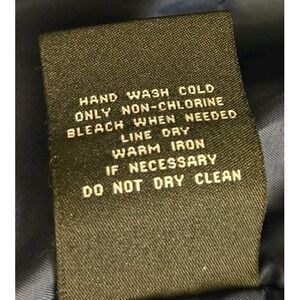 HAND WASH COLD
ONLY NON-CHLORINE
BLEACH WHEN NEEDED
LINE DRY
WARM IRON
IF NECESSARY
DO NOT DRY CLEAN